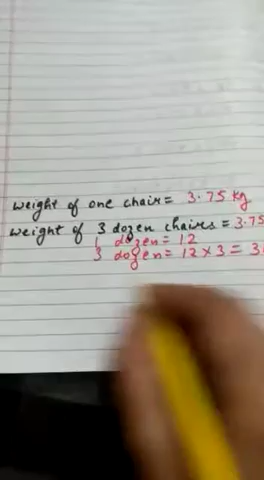 weight of one chair = 3.75 kg
weight of 3 dozen chairs = 3.75
1 dozen = 12
3 dozen = 12 × 3 = 3